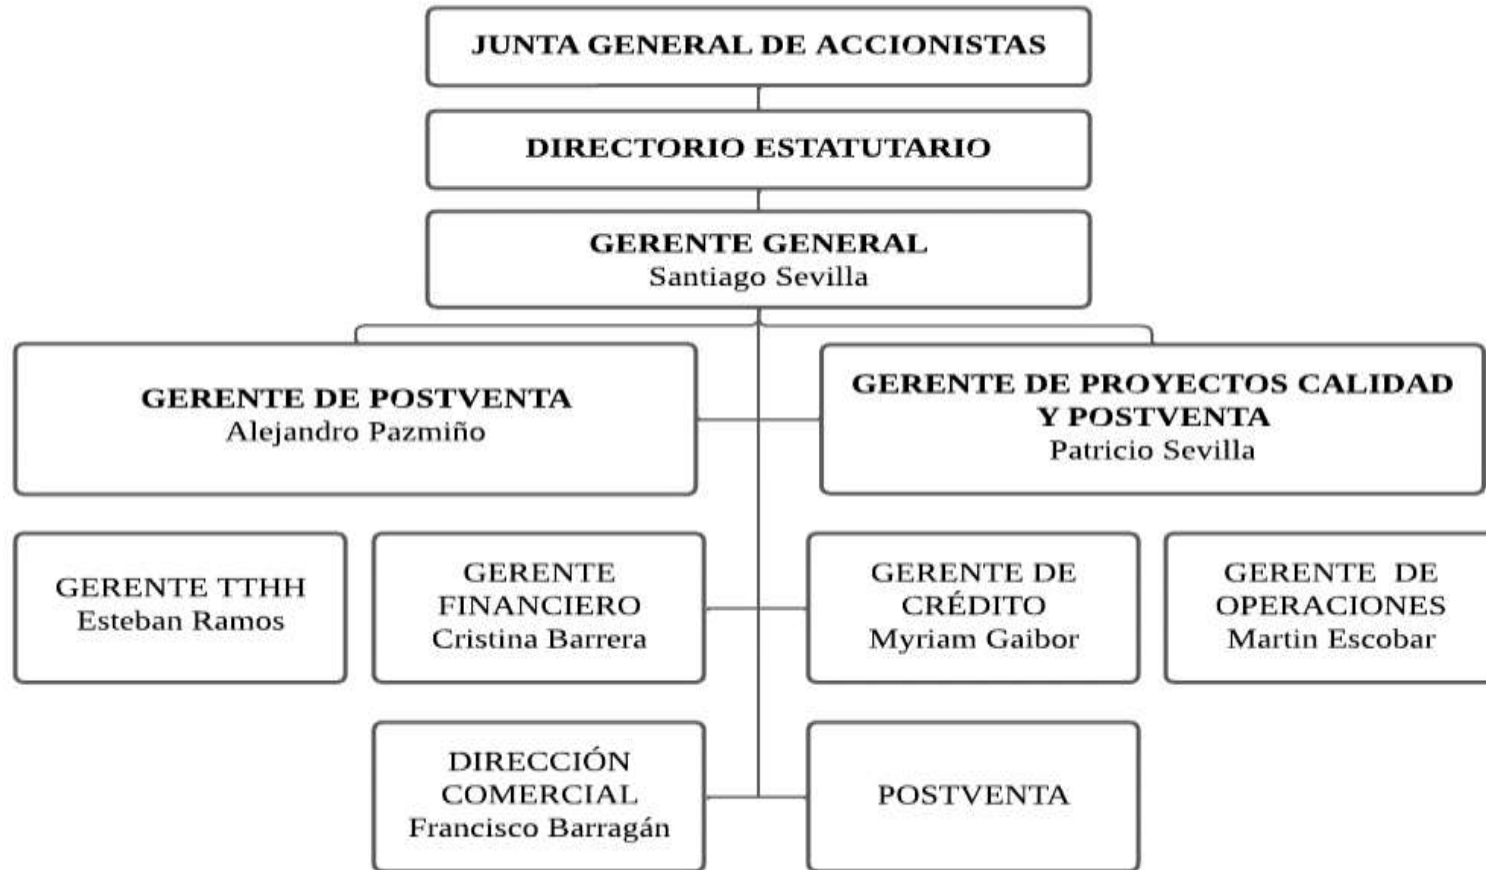 JUNTA GENERAL DE ACCIONISTAS
DIRECTORIO ESTATUTARIO
GERENTE GENERAL
Santiago Sevilla
GERENTE DE POSTVENTA
Alejandro Pazmiño
GERENTE DE PROYECTOS CALIDAD
Y POSTVENTA
Patricio Sevilla
GERENTE TTHH
Esteban Ramos
GERENTE
FINANCIERO
Cristina Barrera
GERENTE DE
CRÉDITO
Myriam Gaibor
GERENTE DE
OPERACIONES
Martin Escobar
DIRECCIÓN
COMERCIAL
Francisco Barragán
POSTVENTA